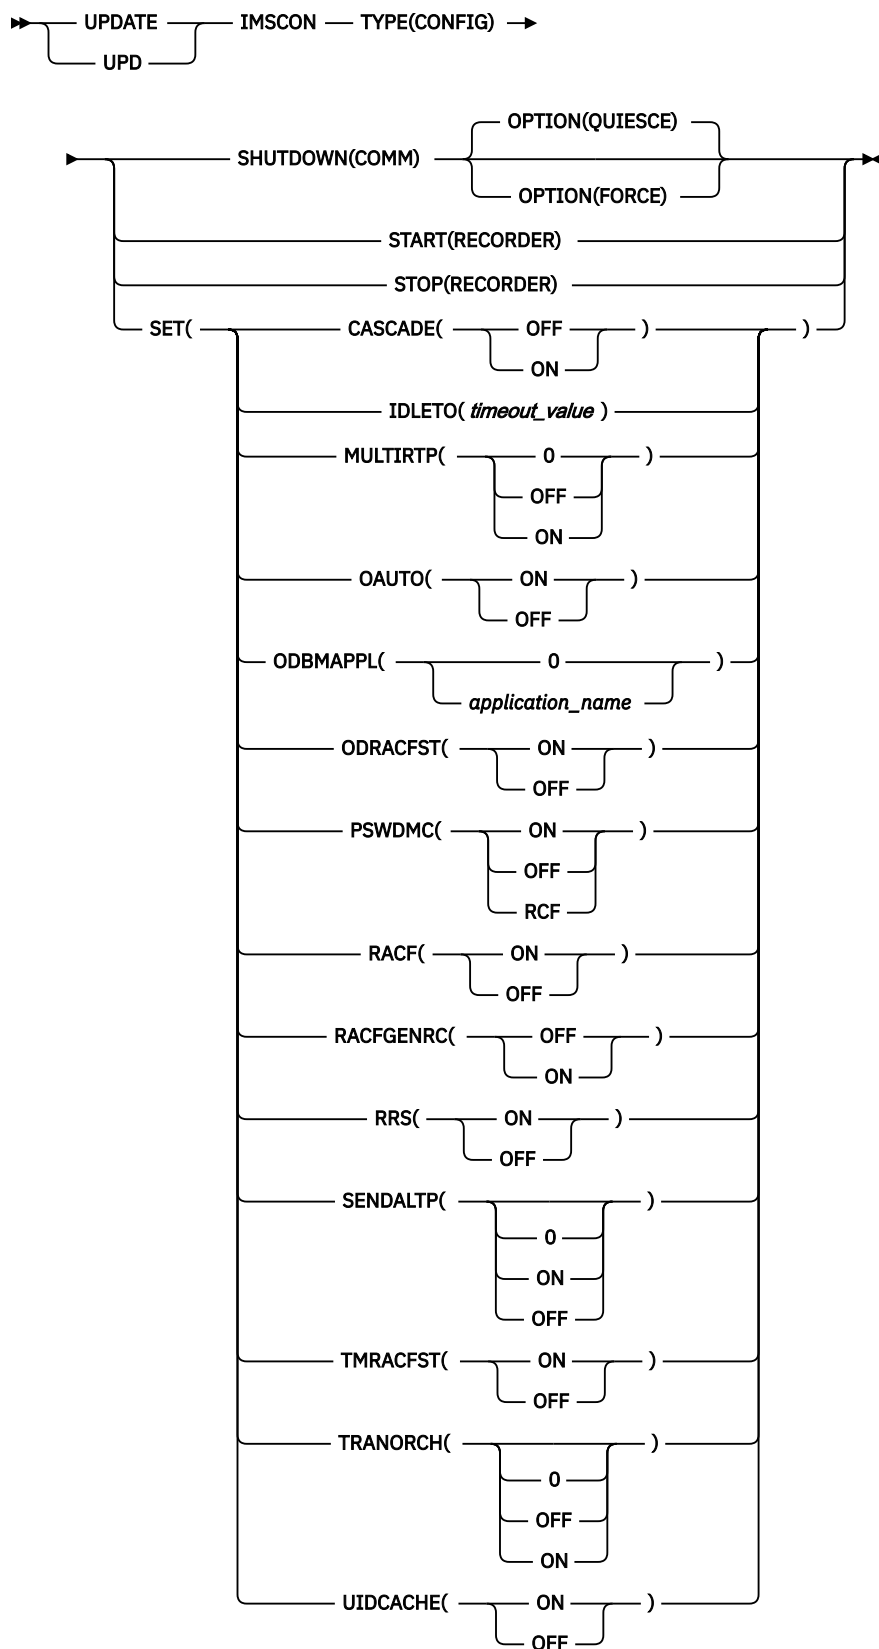 UPDATE IMSCON TYPE(CONFIG)
UPD
OPTION(QUIESCE)
SHUTDOWN(COMM)
OPTION(FORCE)
START(RECORDER)
STOP(RECORDER)
SET( CASCADE( OFF ) )
ON
IDLETO( timeout_value )
MULTIRTP( 0 )
OFF
ON
OAUTO( ON )
OFF
ODBMAPPL( 0 )
application_name
ODRACFST( ON )
OFF
PSWDMC( ON )
OFF
RCF
RACF( ON )
OFF
RACFGENRC( OFF )
ON
RRS( ON )
OFF
SENDALTP( )
0
ON
OFF
TMRACFST( ON )
OFF
TRANORCH( )
0
OFF
ON
UIDCACHE( ON )
OFF